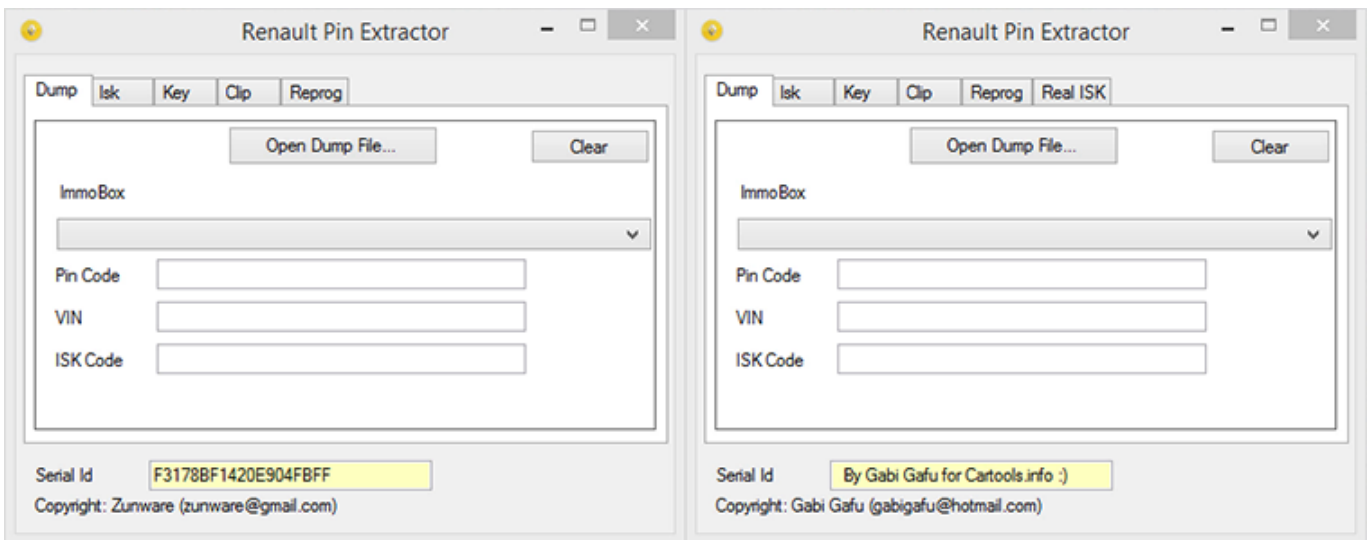 Renault Pin Extractor
Dump Isk Key Clip Reprog
Open Dump File...
Clear
ImmoBox
Pin Code
VIN
ISK Code
Serial Id F3178BF1420E904FBFF
Copyright: Zunware (zunware@gmail.com)
Renault Pin Extractor
Dump Isk Key Clip Reprog Real ISK
Open Dump File...
Clear
ImmoBox
Pin Code
VIN
ISK Code
Serial Id By Gabi Gafu for Cartools.info :)
Copyright: Gabi Gafu (gabigafu@hotmail.com)